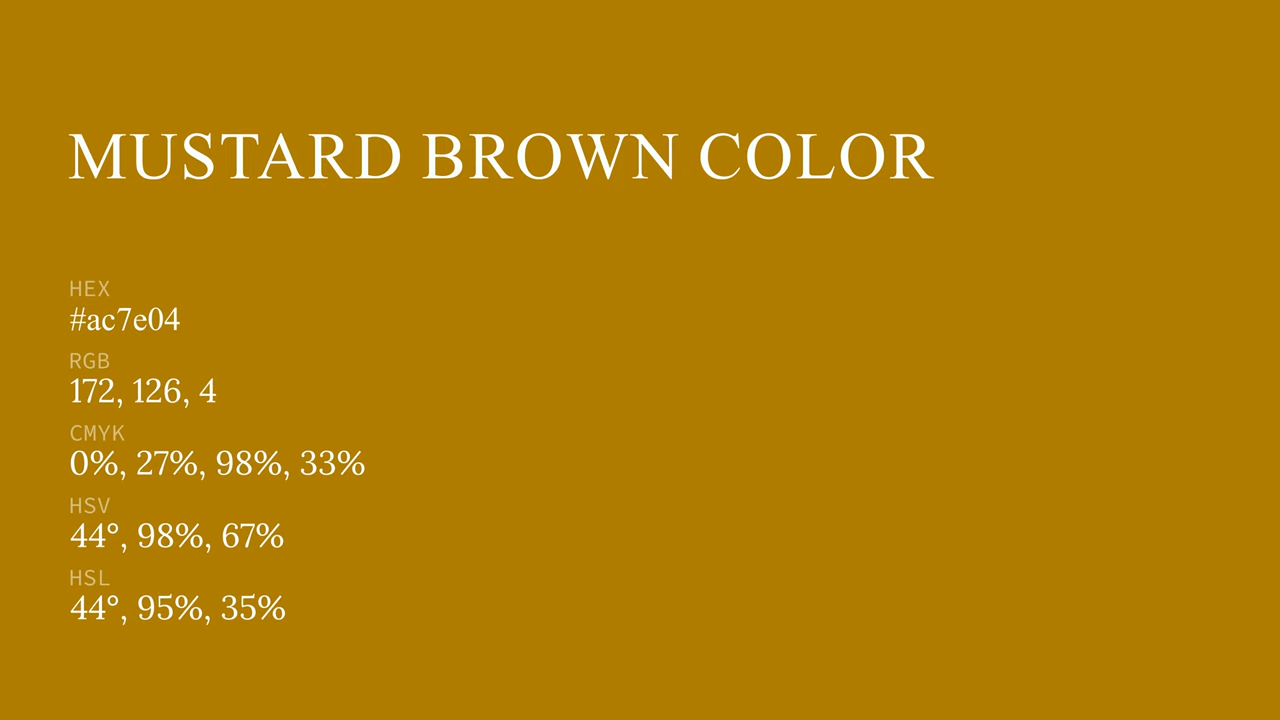 MUSTARD BROWN COLOR
HEX
#ac7e04
RGB
172, 126, 4
CMYK
0%, 27%, 98%, 33%
HSV
44°, 98%, 67%
HSL
44°, 95%, 35%